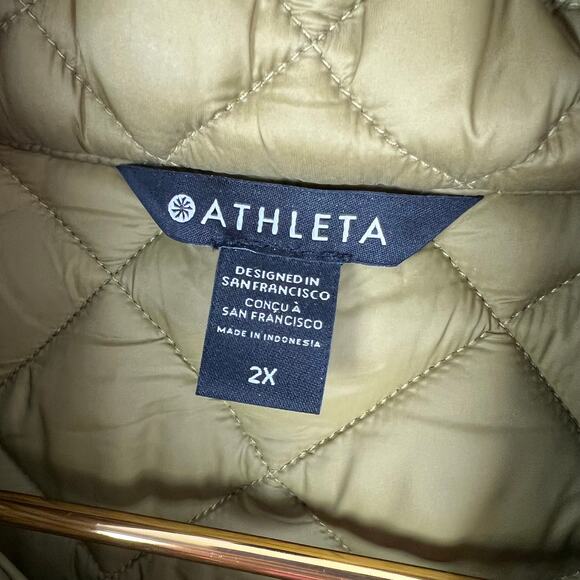 ATHLETA
DESIGNED IN
SAN FRANCISCO
CONÇU À
SAN FRANCISCO
MADE IN INDONESIA
2X